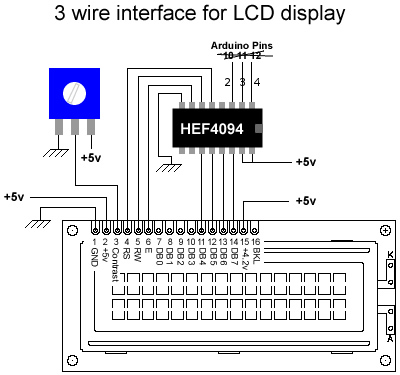 3 wire interface for LCD display
Arduino Pins
10 11 12
2 3 4
HEF4094
+5v
+5v
+5v
+5v
1 2 3 4 5 6 7 8 9 10 11 12 13 14 15 16
GND
+5v
Contrast
RS
RW
E
DB0
DB1
DB2
DB3
DB4
DB5
DB6
DB7
+4.2v
BKL
K
A